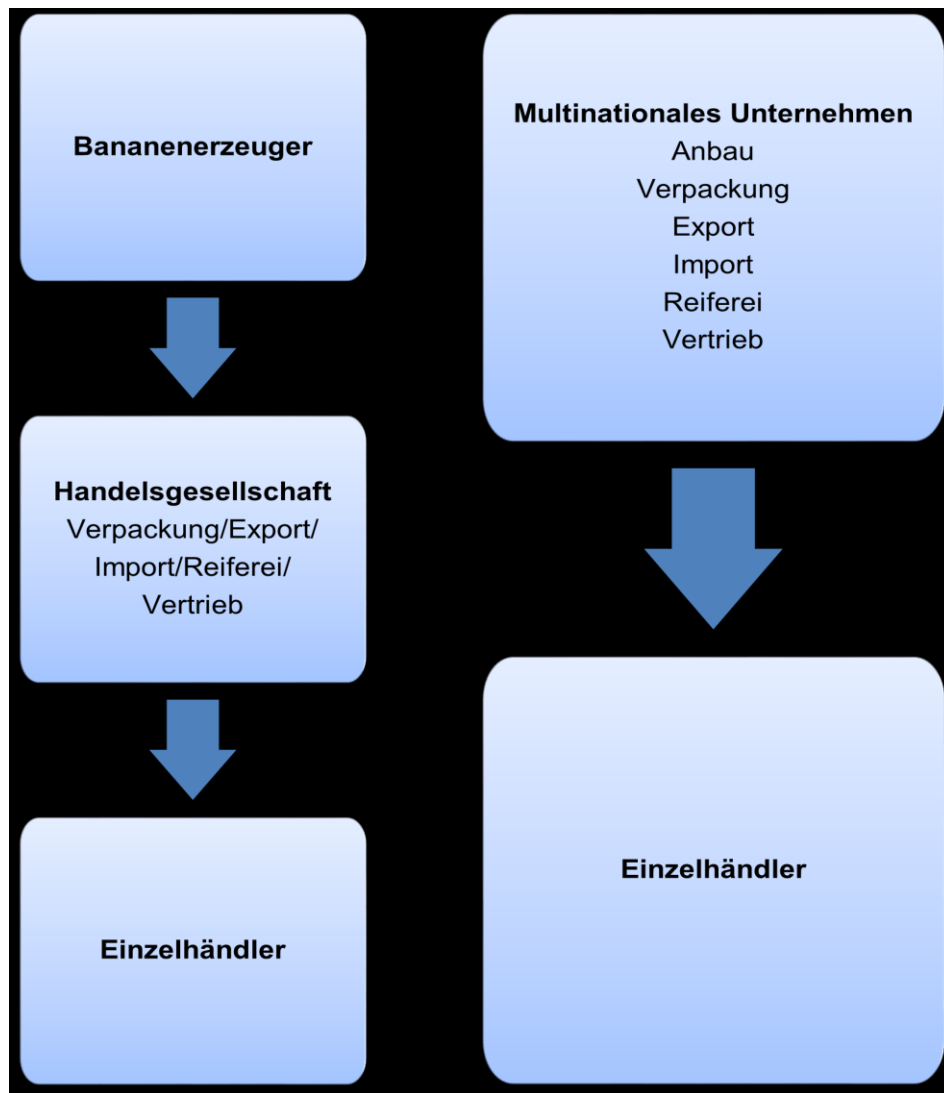 Bananenerzeuger
Handelsgesellschaft
Verpackung/Export/
Import/Reiferei/
Vertrieb
Einzelhändler
Multinationales Unternehmen
Anbau
Verpackung
Export
Import
Reiferei
Vertrieb
Einzelhändler